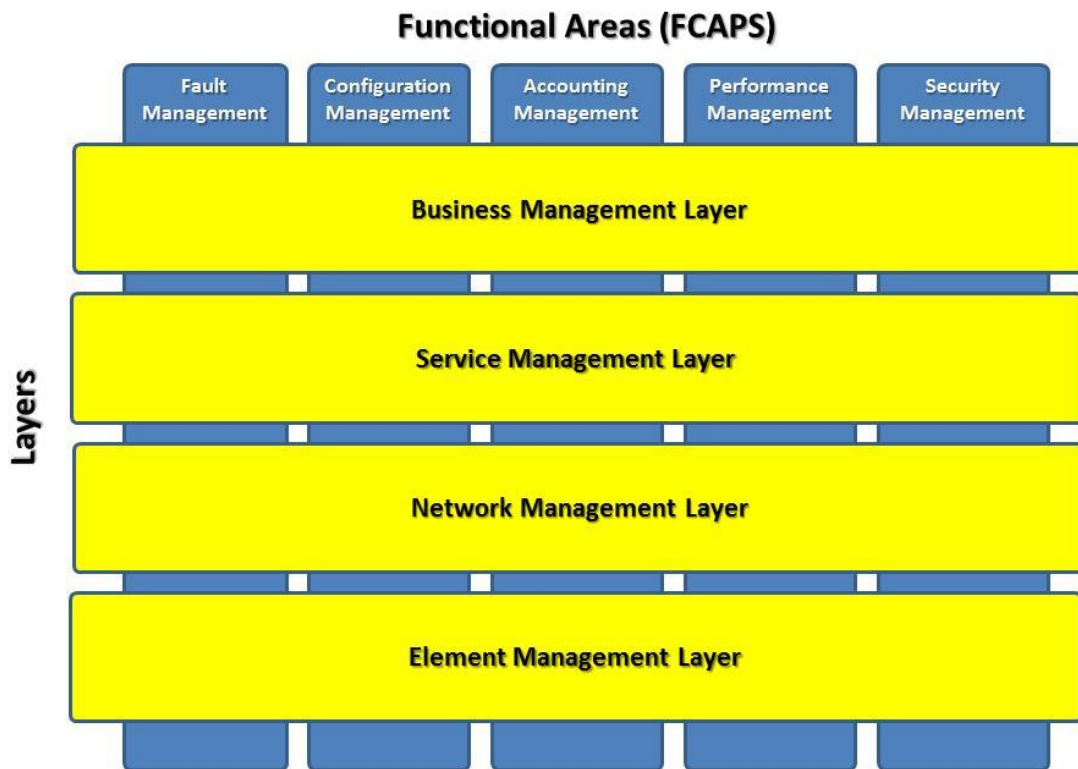 Functional Areas (FCAPS)
Fault
Management
Configuration
Management
Accounting
Management
Performance
Management
Security
Management
Layers
Business Management Layer
Service Management Layer
Network Management Layer
Element Management Layer